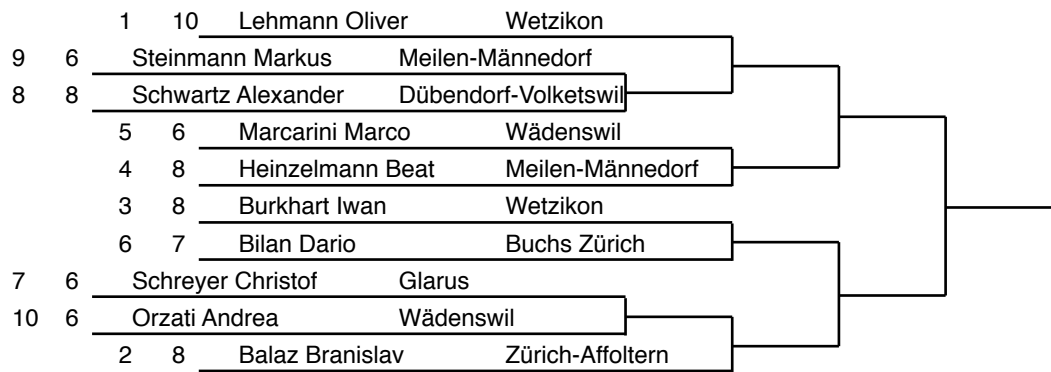 1 10 Lehmann Oliver Wetzikon
9 6 Steinmann Markus Meilen-Männedorf
8 8 Schwartz Alexander Dübendorf-Volketswil
5 6 Marcarini Marco Wädenswil
4 8 Heinzelmann Beat Meilen-Männedorf
3 8 Burkhart Iwan Wetzikon
6 7 Bilan Dario Buchs Zürich
7 6 Schreyer Christof Glarus
10 6 Orzati Andrea Wädenswil
2 8 Balaz Branislav Zürich-Affoltern